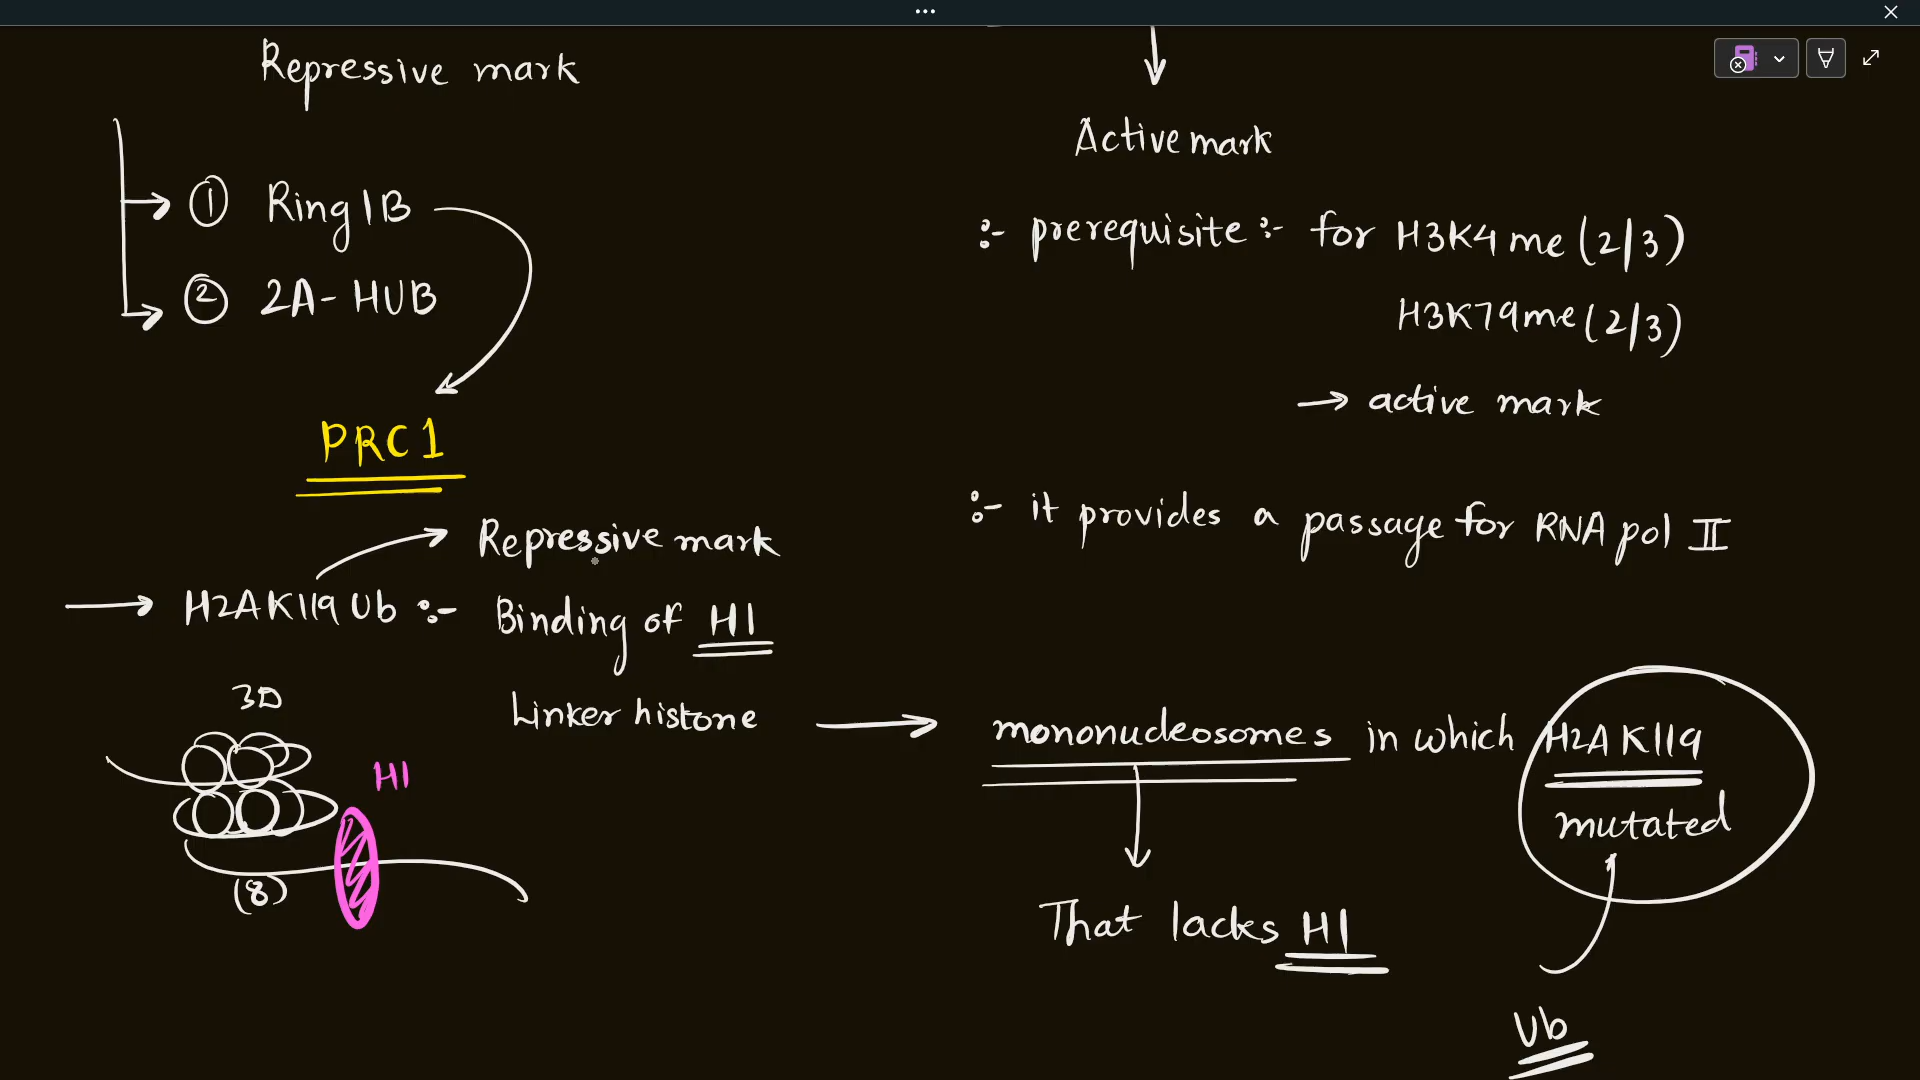 Repressive mark
① Ring1B
② 2A-HUB
PRC1
Repressive mark
H2AK119Ub :- Binding of H1
Linker histone
3D
H1
(8)
Active mark
:- prerequisite :- for H3K4me(2/3)
H3K79me(2/3)
→ active mark
:- it provides a passage for RNA pol II
→ mononucleosomes in which H2AK119
mutated
That lacks H1
Ub